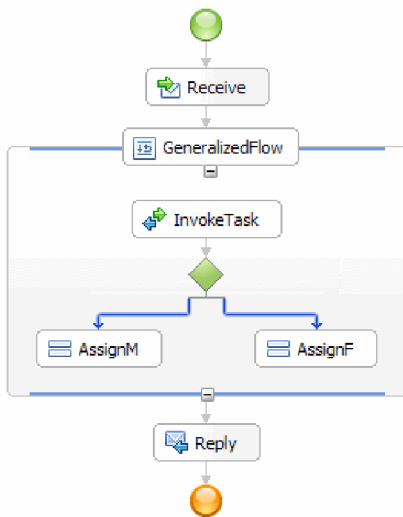 Receive
GeneralizedFlow
InvokeTask
AssignM
AssignF
Reply